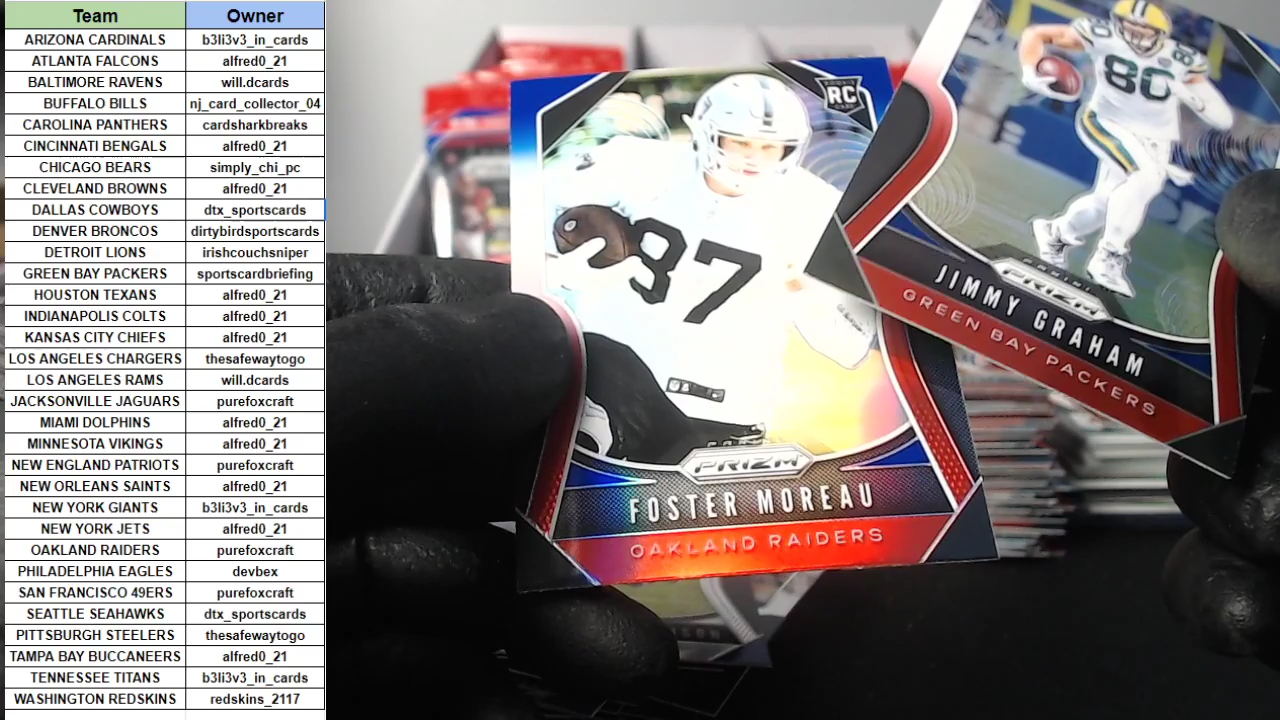 Team Owner
ARIZONA CARDINALS b3li3v3_in_cards
ATLANTA FALCONS alfred0_21
BALTIMORE RAVENS will.dcards
BUFFALO BILLS nj_card_collector_04
CAROLINA PANTHERS cardsharkbreaks
CINCINNATI BENGALS alfred0_21
CHICAGO BEARS simply_chi_pc
CLEVELAND BROWNS alfred0_21
DALLAS COWBOYS dtx_sportscards
DENVER BRONCOS dirtybirdsportscards
DETROIT LIONS irishcouchsniper
GREEN BAY PACKERS sportscardbriefing
HOUSTON TEXANS alfred0_21
INDIANAPOLIS COLTS alfred0_21
KANSAS CITY CHIEFS alfred0_21
LOS ANGELES CHARGERS thesafewaytogo
LOS ANGELES RAMS will.dcards
JACKSONVILLE JAGUARS purefoxcraft
MIAMI DOLPHINS alfred0_21
MINNESOTA VIKINGS alfred0_21
NEW ENGLAND PATRIOTS purefoxcraft
NEW ORLEANS SAINTS alfred0_21
NEW YORK GIANTS b3li3v3_in_cards
NEW YORK JETS alfred0_21
OAKLAND RAIDERS purefoxcraft
PHILADELPHIA EAGLES devbex
SAN FRANCISCO 49ERS purefoxcraft
SEATTLE SEAHAWKS dtx_sportscards
PITTSBURGH STEELERS thesafewaytogo
TAMPA BAY BUCCANEERS alfred0_21
TENNESSEE TITANS b3li3v3_in_cards
WASHINGTON REDSKINS redskins_2117
ROOKIE
RC
CARD
87
PRIZM
FOSTER MOREAU
OAKLAND RAIDERS
80
80
PANINI
PRIZM
JIMMY GRAHAM
GREEN BAY PACKERS